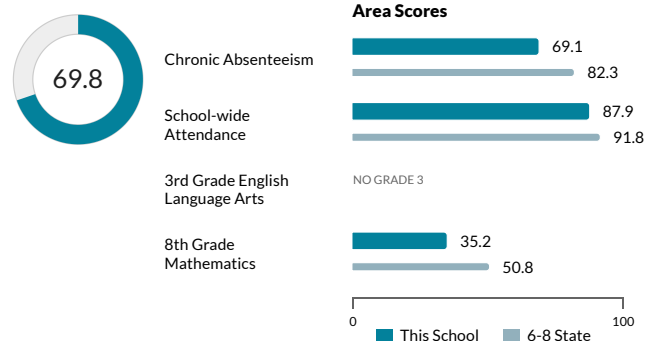 Area Scores
69.8
Chronic Absenteeism
69.1
82.3
School-wide
Attendance
87.9
91.8
3rd Grade English
Language Arts
NO GRADE 3
8th Grade
Mathematics
35.2
50.8
0
100
This School
6-8 State